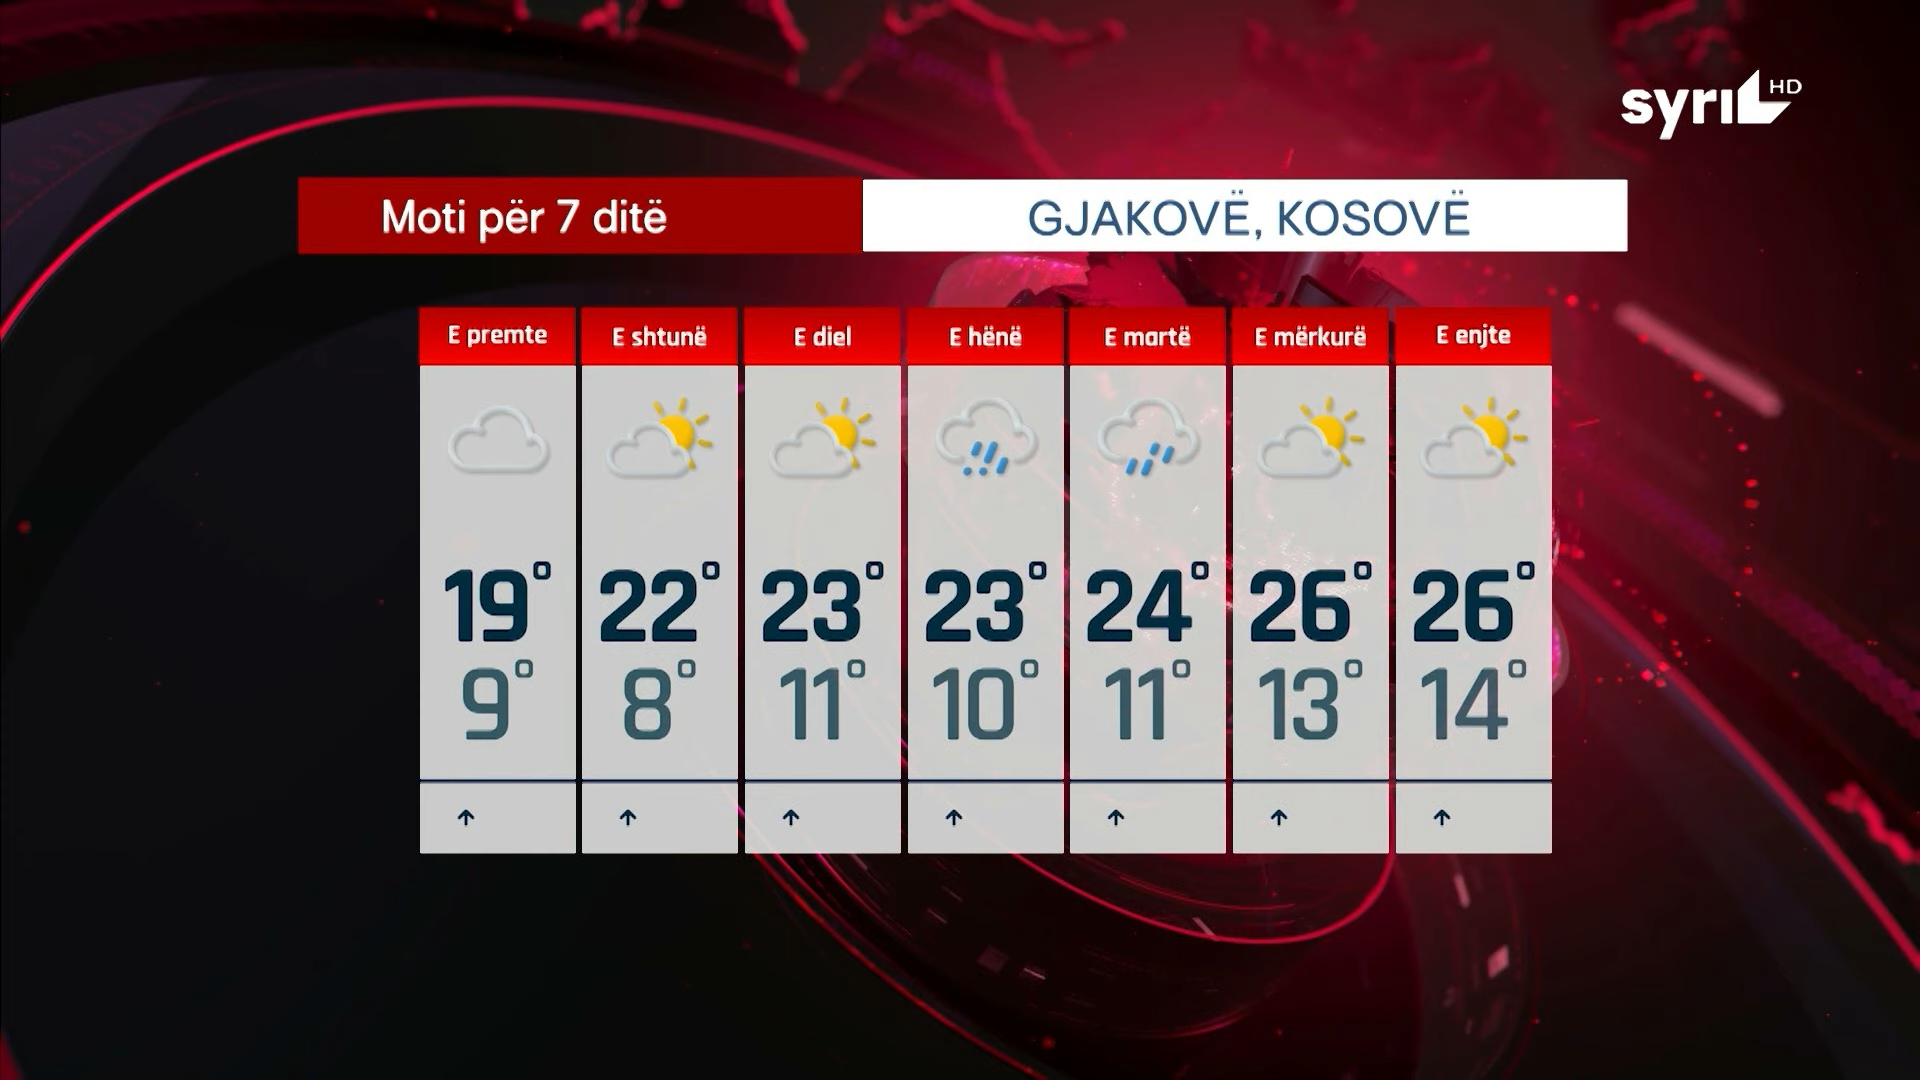 syri HD
Moti për 7 ditë
GJAKOVË, KOSOVË
E premte
E shtunë
E diel
E hënë
E martë
E mërkurë
E enjte
19° 22° 23° 23° 24° 26° 26°
9° 8° 11° 10° 11° 13° 14°